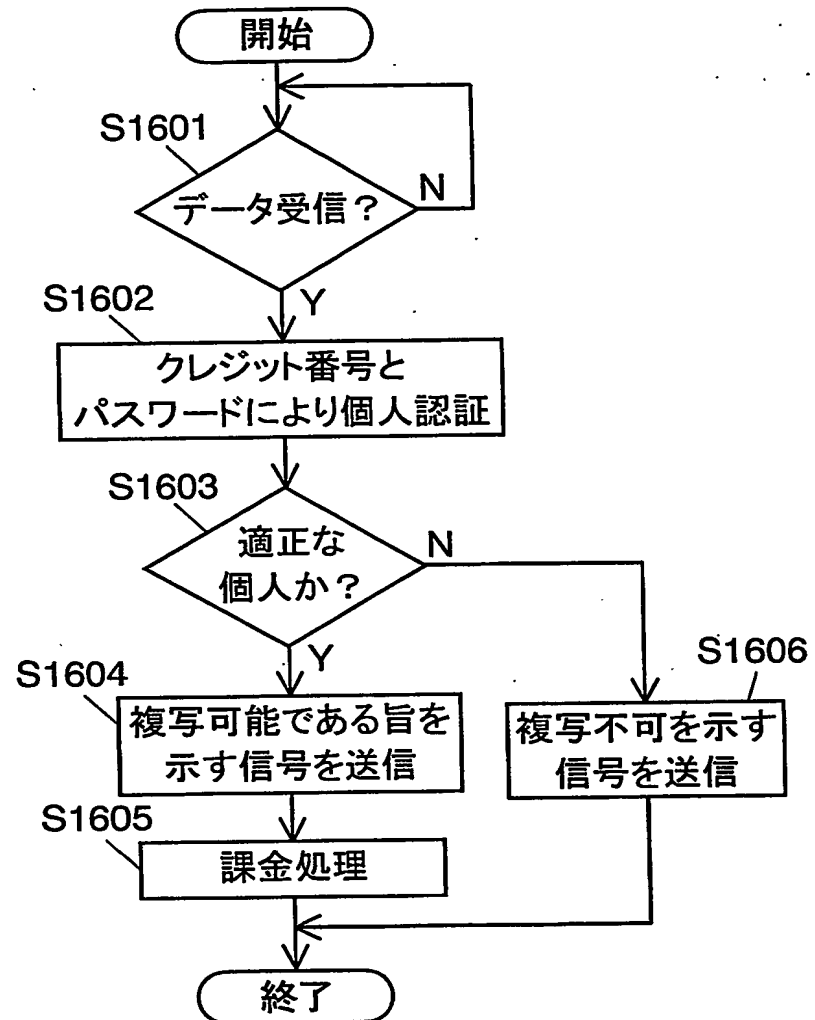 開始
S1601
データ受信？
N
Y
S1602
クレジット番号と
パスワードにより個人認証
S1603
適正な
個人か？
N
Y
S1604
複写可能である旨を
示す信号を送信
S1606
複写不可を示す
信号を送信
S1605
課金処理
終了